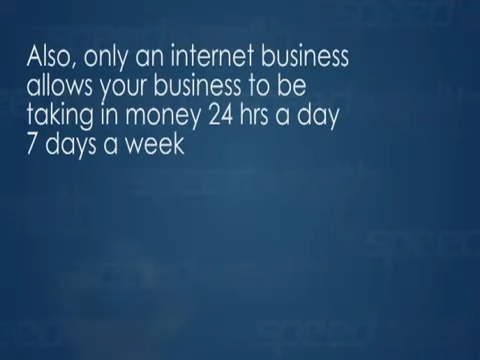 Also, only an internet business
allows your business to be
taking in money 24 hrs a day
7 days a week